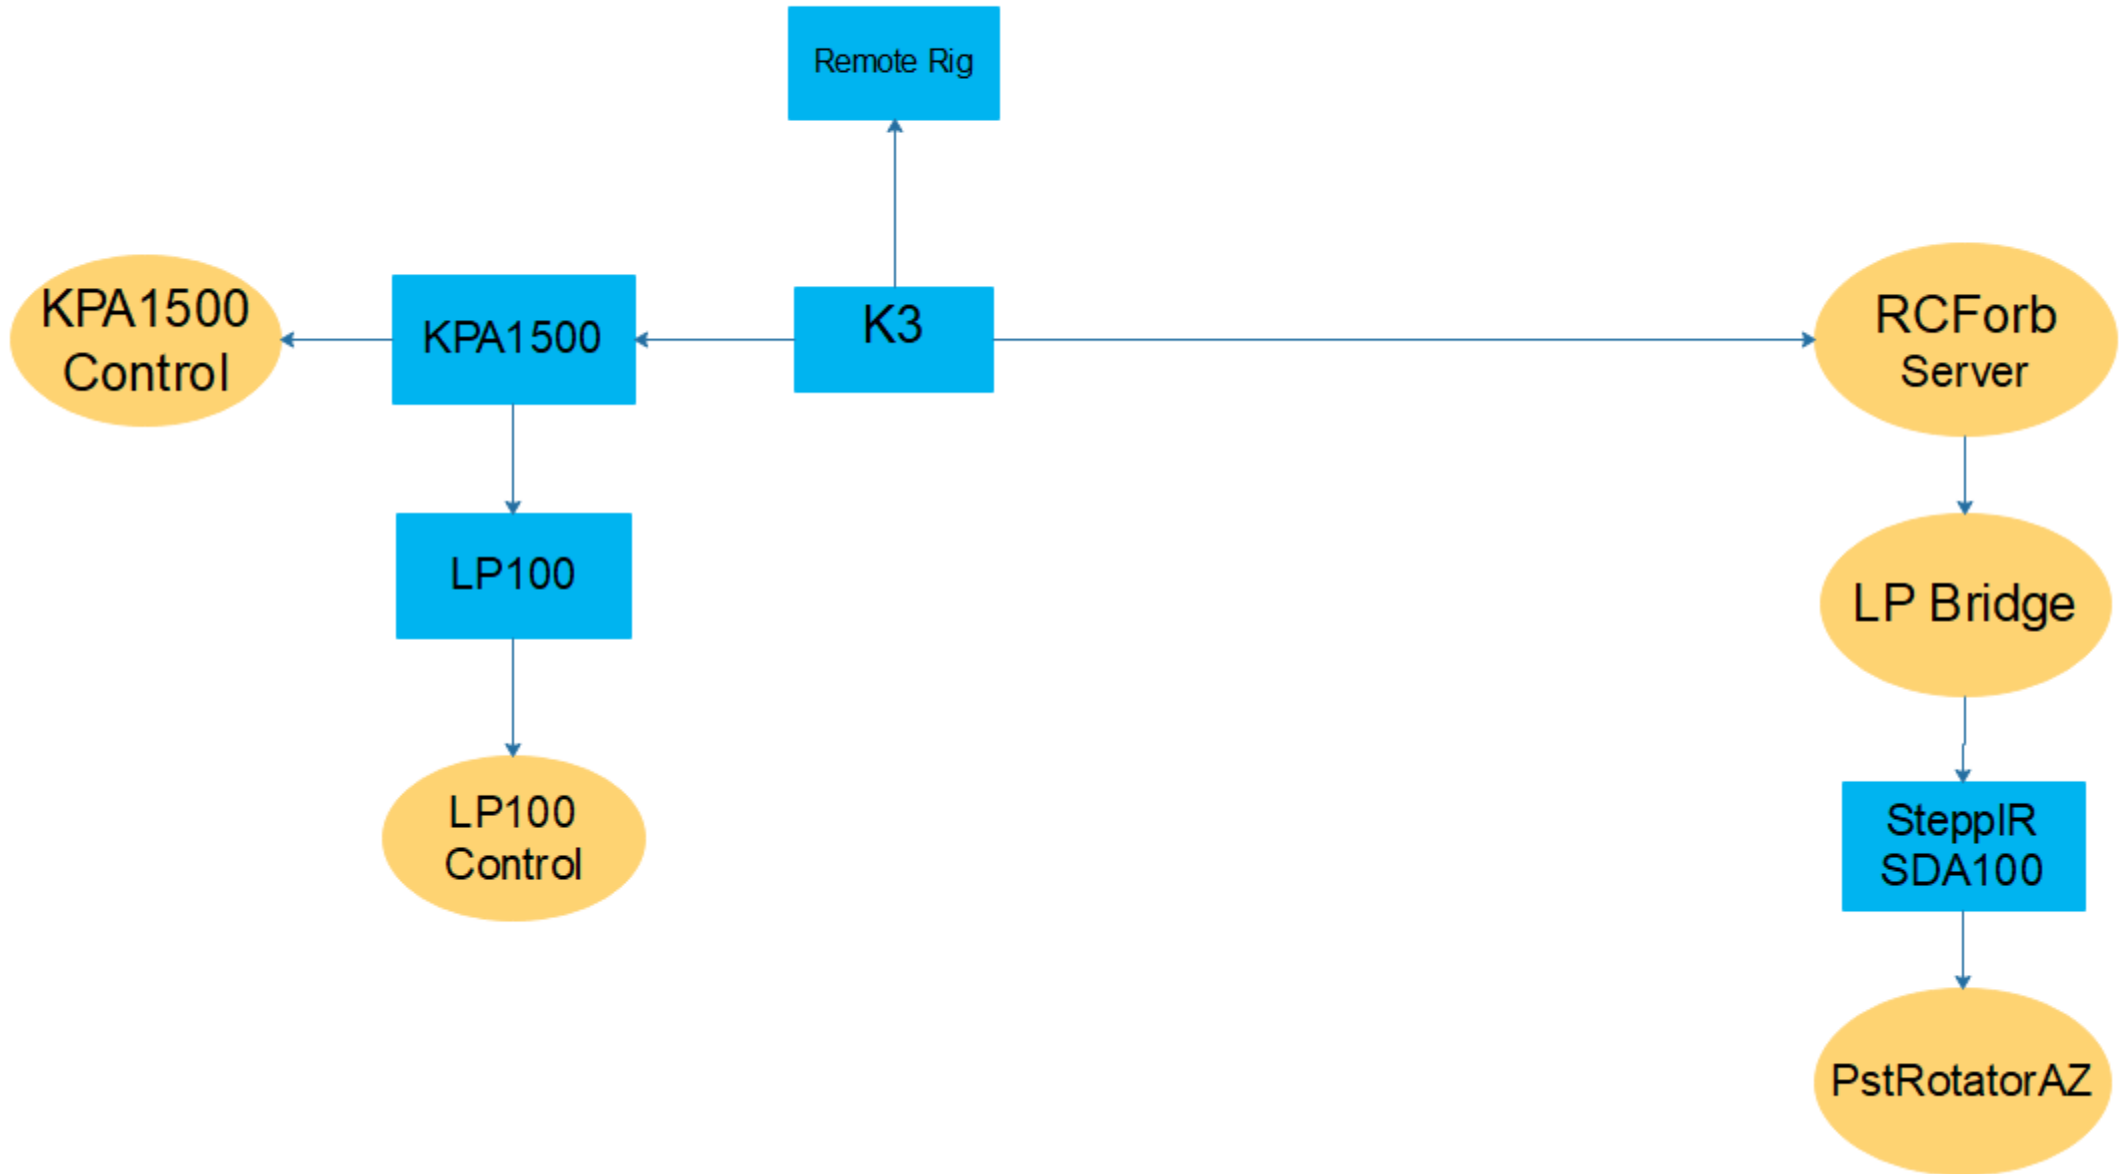 Remote Rig
KPA1500
Control
KPA1500
K3
RCForb
Server
LP100
LP Bridge
LP100
Control
SteppIR
SDA100
PstRotatorAZ